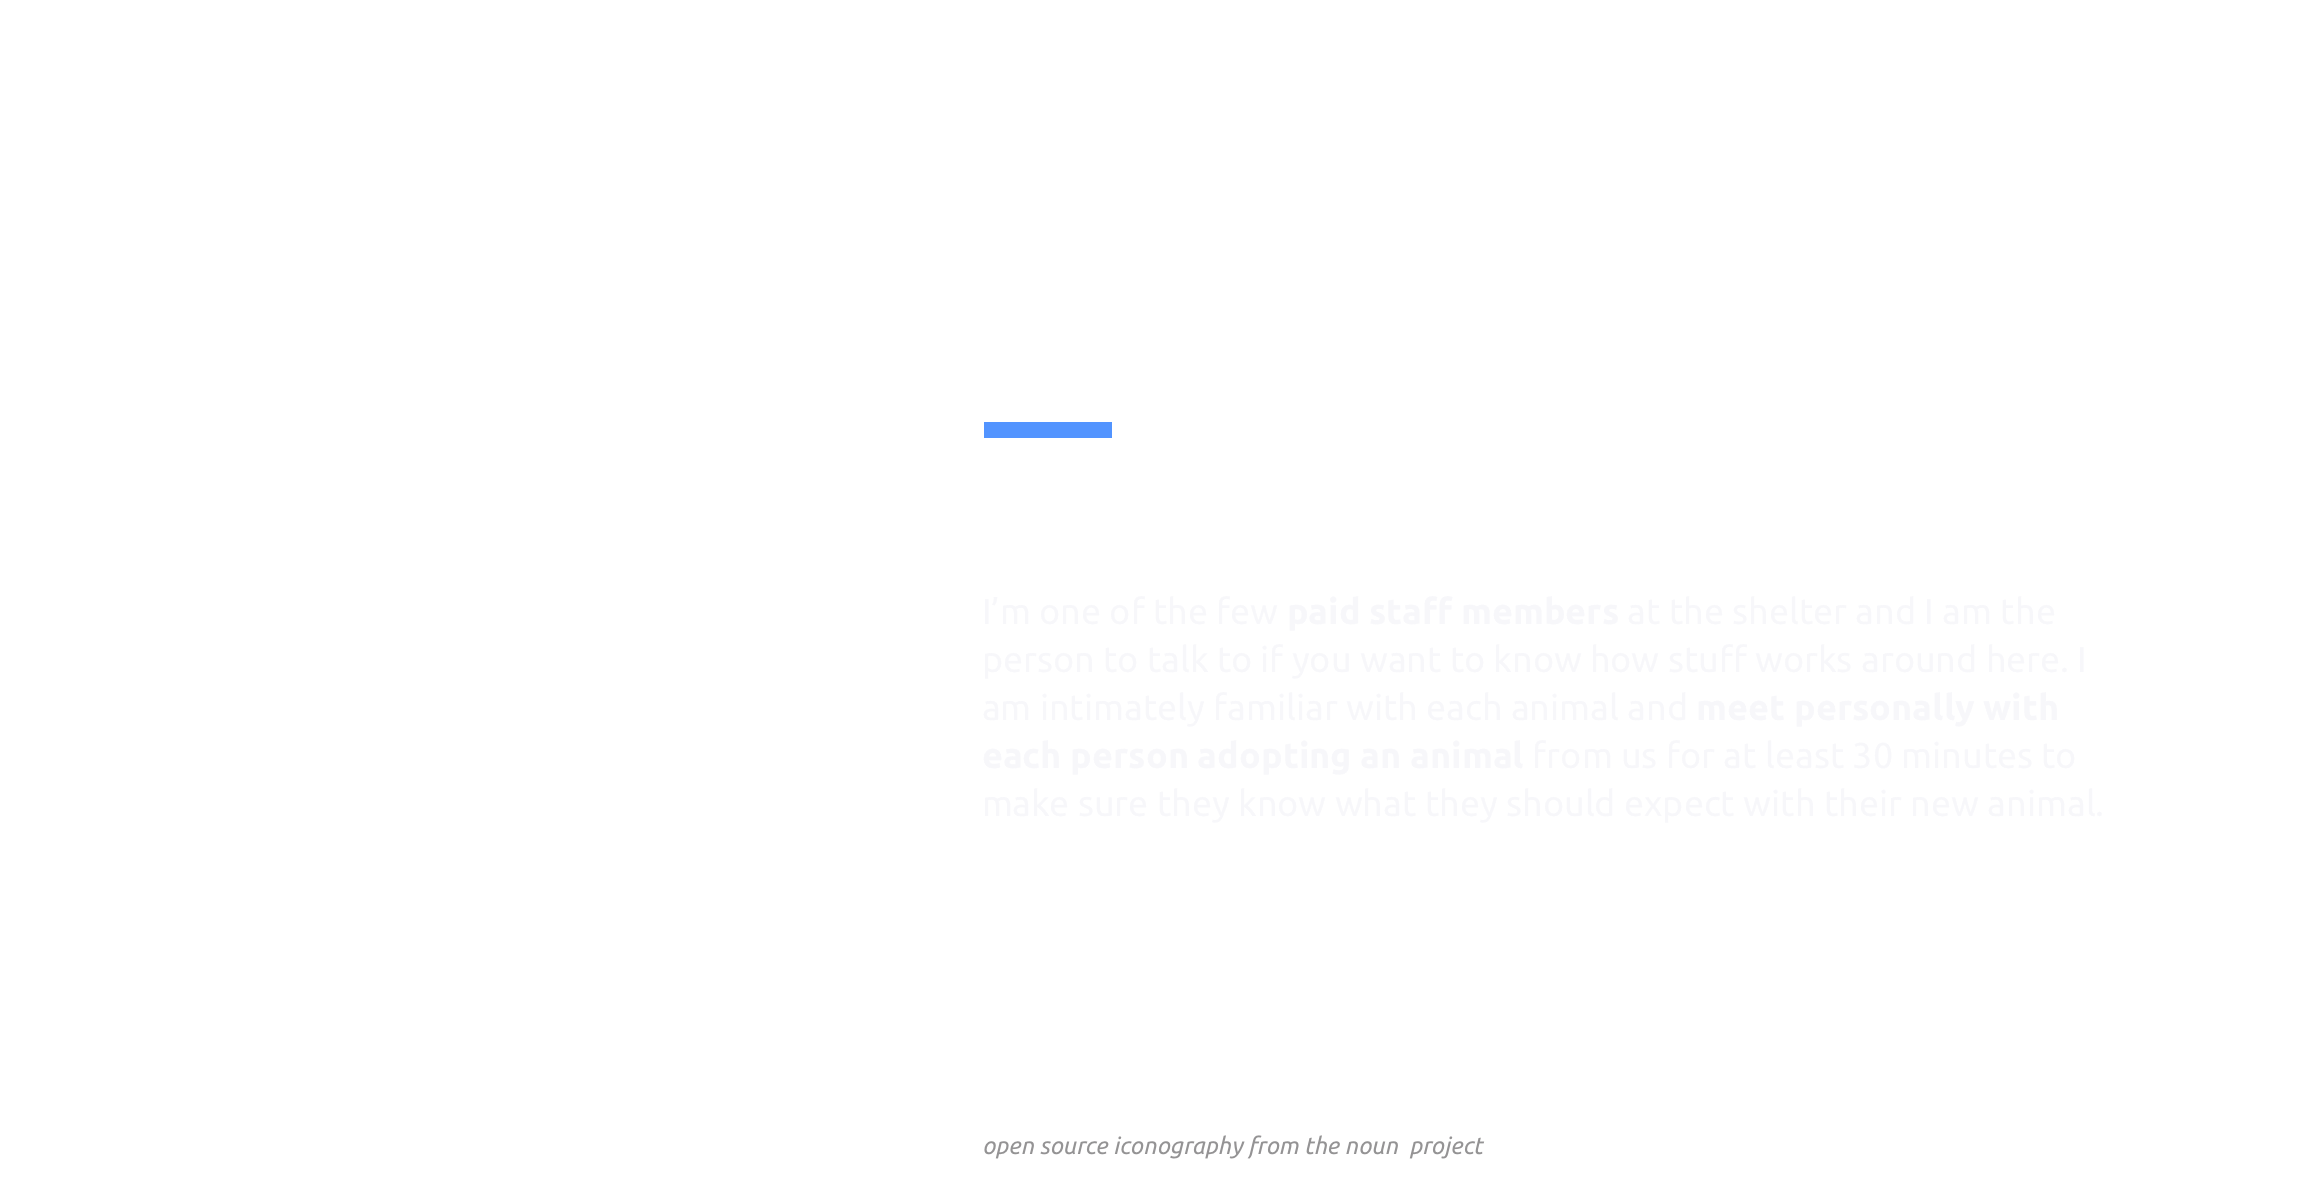 I'm one of the few paid staff members at the shelter and I am the
person to talk to if you want to know how stuff works around here. I
am intimately familiar with each animal and meet personally with
each person adopting an animal from us for at least 30 minutes to
make sure they know what they should expect with their new animal.
open source iconography from the noun project